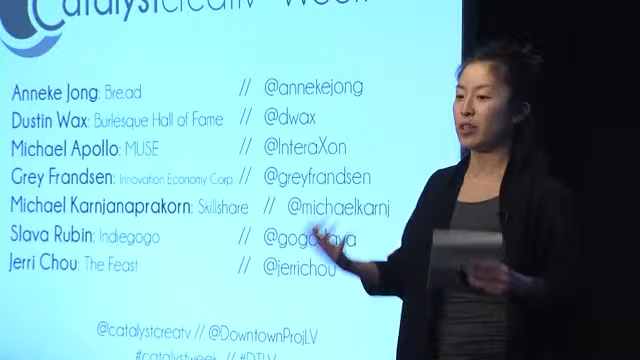 Catalystcreativ Week
Anneke Jong: Bre.ad // @annekejong
Dustin Wax: Burlesque Hall of Fame // @dwax
Michael Apollo: MUSE // @InteraXon
Grey Frandsen: Innovation Economy Corp // @greyfrandsen
Michael Karnjanaprakorn: Skillshare // @michaelkarnj
Slava Rubin: Indiegogo // @gogoslava
Jerri Chou: The Feast // @jerrichou
@catalystcreatv // @DowntownProjLV
#catalystweek // #DTLV